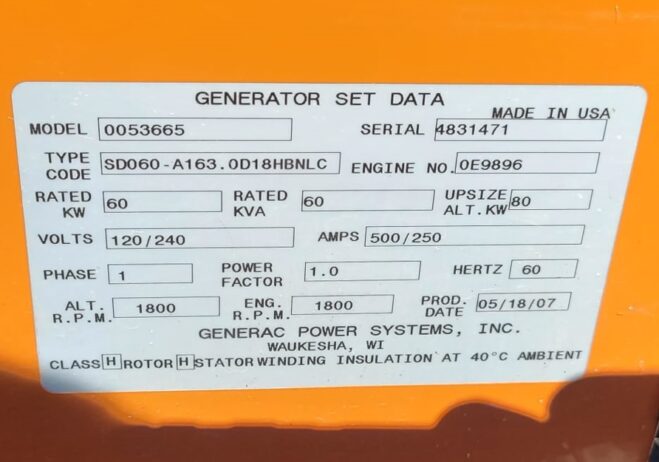 GENERATOR SET DATA
MADE IN USA
MODEL 0053665 SERIAL 4831471
TYPE CODE SD060-A163.0D18HBNLC ENGINE NO. 0E9896
RATED KW 60 RATED KVA 60 UPSIZE ALT.KW 80
VOLTS 120/240 AMPS 500/250
PHASE 1 POWER FACTOR 1.0 HERTZ 60
ALT. R.P.M. 1800 ENG. R.P.M. 1800 PROD. DATE 05/18/07
GENERAC POWER SYSTEMS, INC.
WAUKESHA, WI
CLASS H ROTOR H STATOR WINDING INSULATION AT 40°C AMBIENT